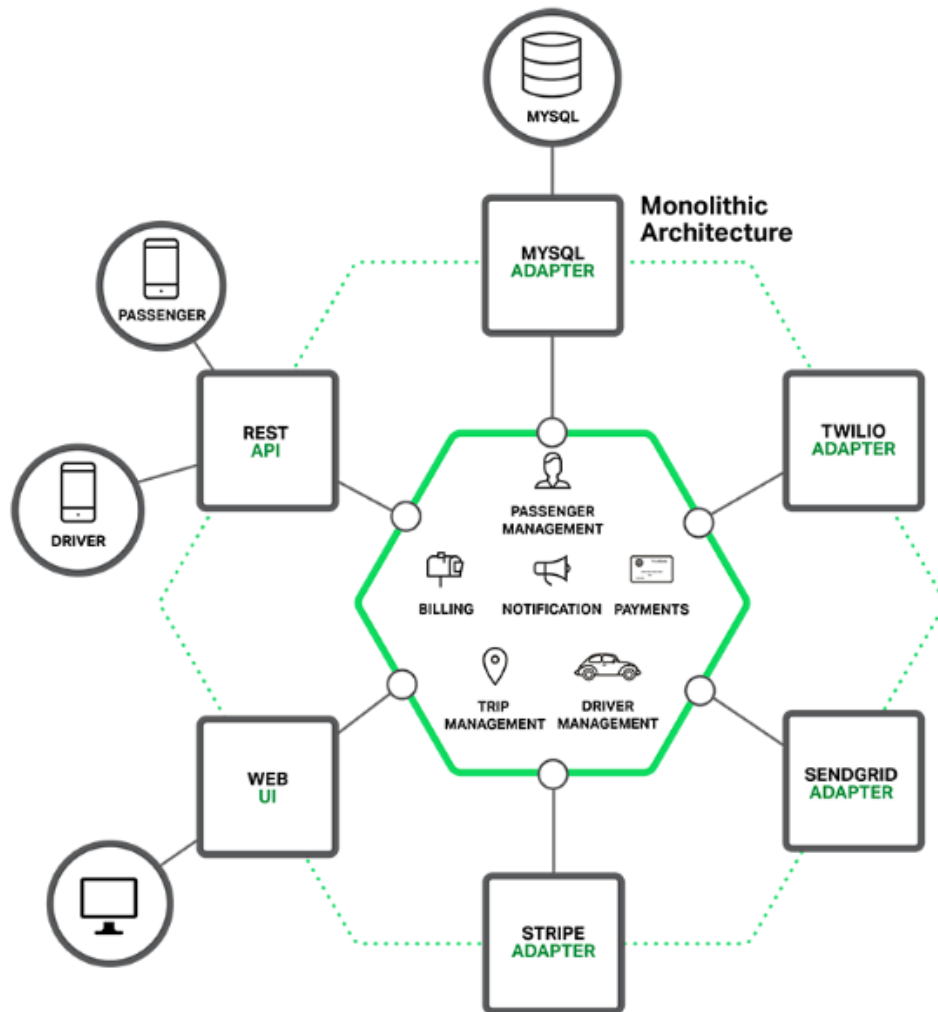 MYSQL
Monolithic
Architecture
MYSQL
ADAPTER
PASSENGER
REST
API
TWILIO
ADAPTER
DRIVER
PASSENGER
MANAGEMENT
BILLING
NOTIFICATION
PAYMENTS
TRIP
MANAGEMENT
DRIVER
MANAGEMENT
WEB
UI
SENDGRID
ADAPTER
STRIPE
ADAPTER